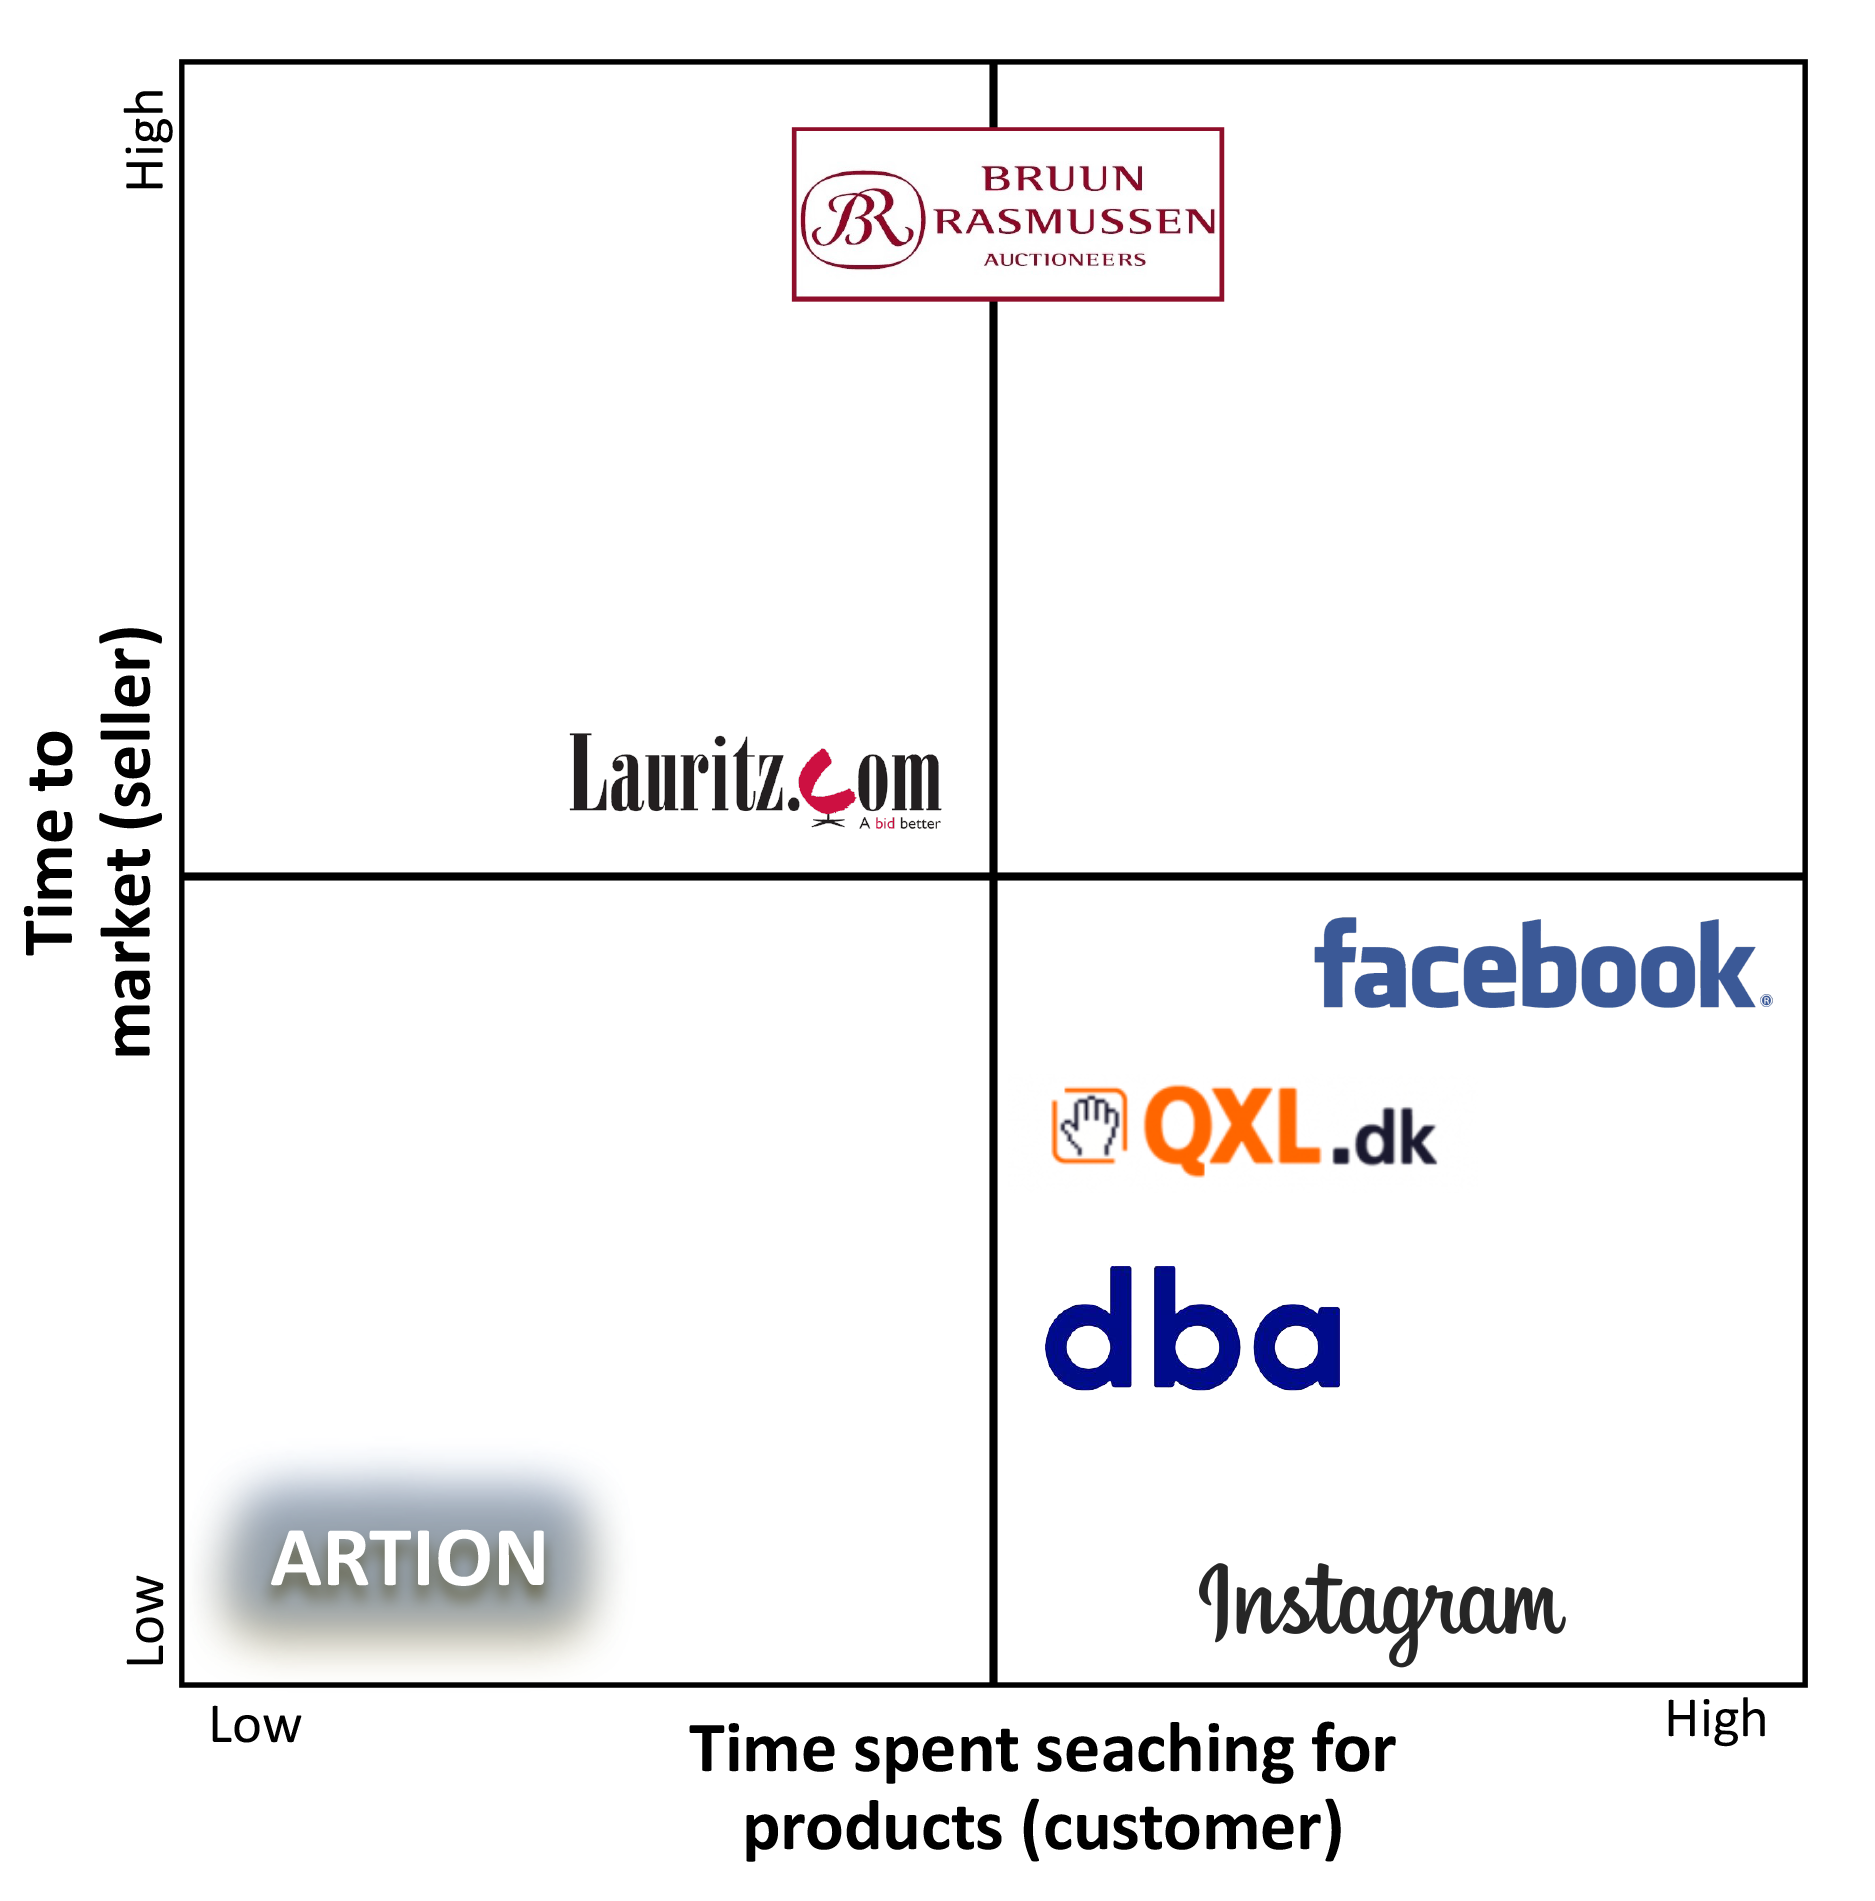 High
BR BRUUN
RASMUSSEN
AUCTIONEERS
Time to
market (seller)
Lauritz.com
A bid better
facebook®
QXL.dk
dba
ARTION
Instagram
Low
Low
High
Time spent seaching for
products (customer)